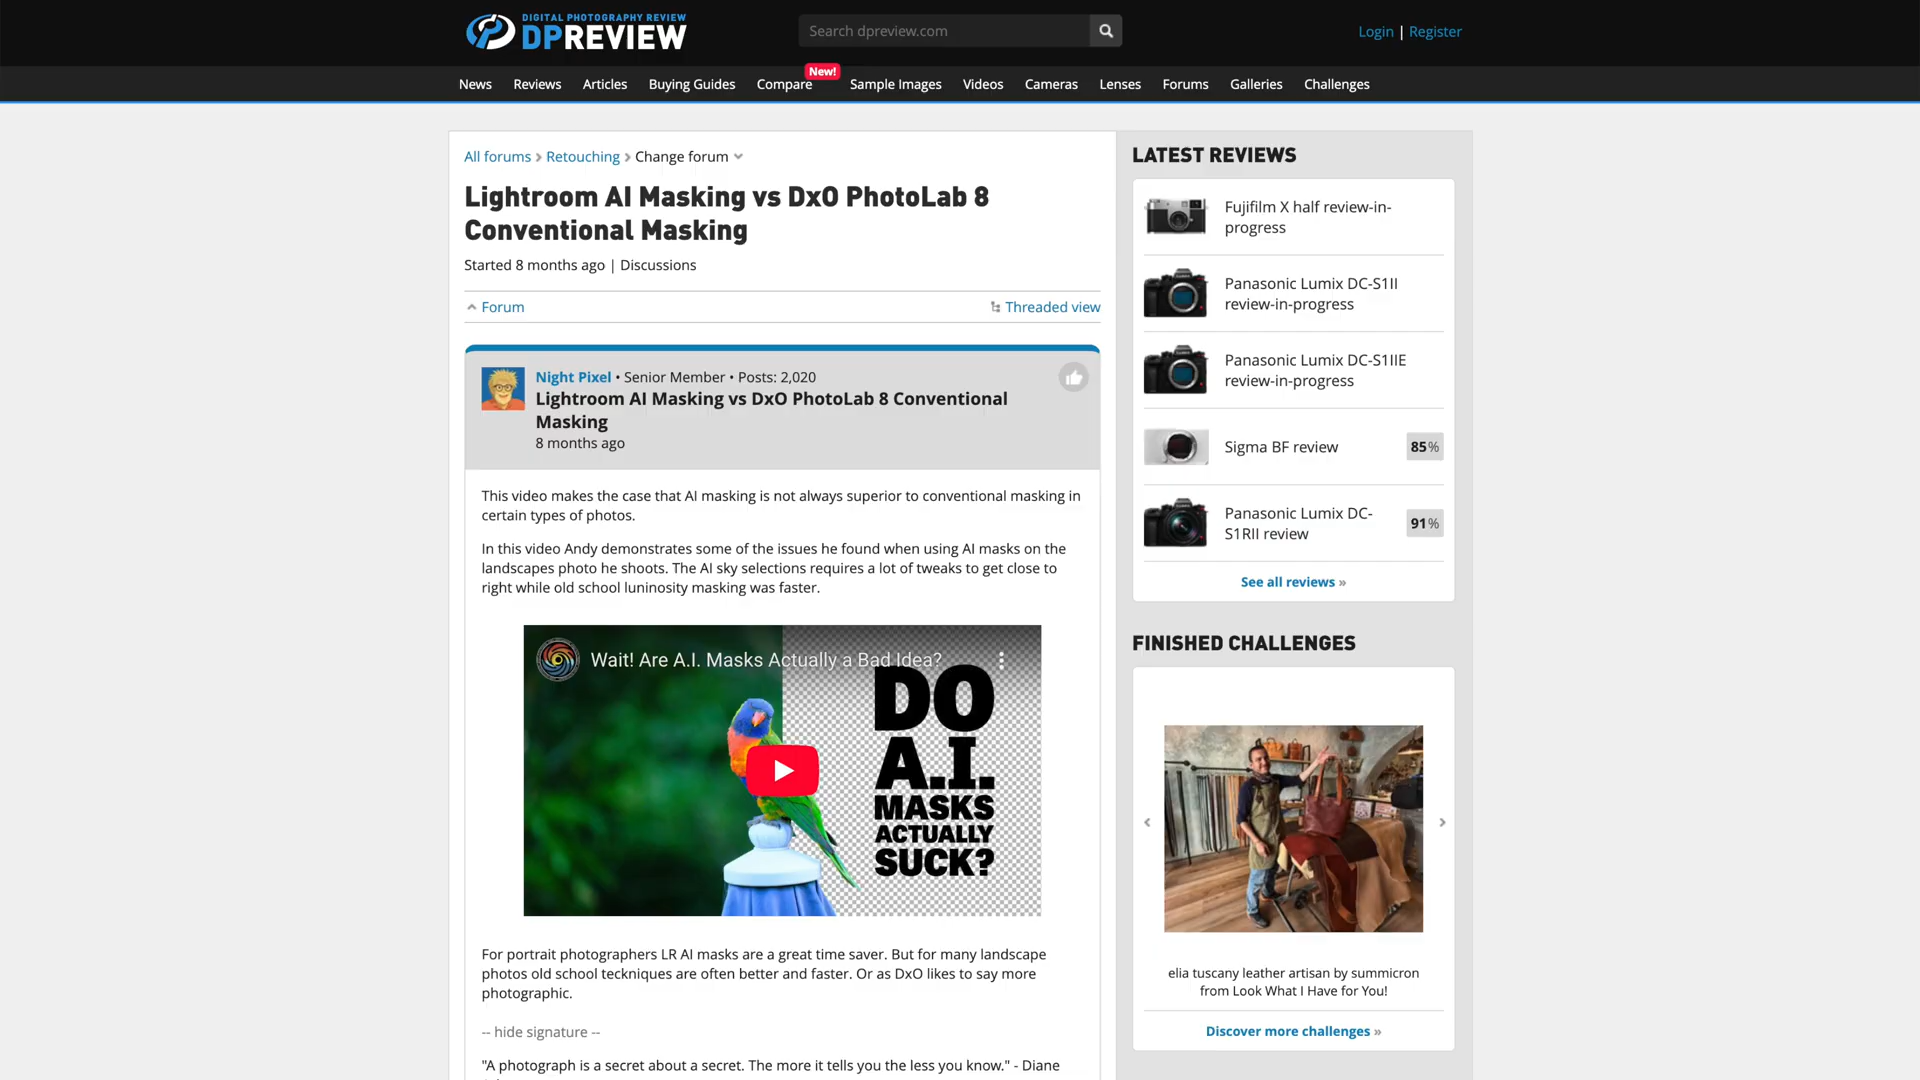 DIGITAL PHOTOGRAPHY REVIEW
DPREVIEW
Search dpreview.com
Login | Register
News Reviews Articles Buying Guides Compare New! Sample Images Videos Cameras Lenses Forums Galleries Challenges
All forums › Retouching › Change forum
Lightroom AI Masking vs DxO PhotoLab 8
Conventional Masking
Started 8 months ago | Discussions
Forum
Threaded view
Night Pixel • Senior Member • Posts: 2,020
Lightroom AI Masking vs DxO PhotoLab 8 Conventional
Masking
8 months ago
This video makes the case that AI masking is not always superior to conventional masking in
certain types of photos.
In this video Andy demonstrates some of the issues he found when using AI masks on the
landscapes photo he shoots. The AI sky selections requires a lot of tweaks to get close to
right while old school luninosity masking was faster.
Wait! Are A.I. Masks Actually a Bad Idea?
DO
A.I.
MASKS
ACTUALLY
SUCK?
For portrait photographers LR AI masks are a great time saver. But for many landscape
photos old school teckniques are often better and faster. Or as DxO likes to say more
photographic.
-- hide signature --
"A photograph is a secret about a secret. The more it tells you the less you know." - Diane
LATEST REVIEWS
Fujifilm X half review-in-
progress
Panasonic Lumix DC-S1II
review-in-progress
Panasonic Lumix DC-S1IIE
review-in-progress
Sigma BF review
85%
Panasonic Lumix DC-
S1RII review
91%
See all reviews »
FINISHED CHALLENGES
elia tuscany leather artisan by summicron
from Look What I Have for You!
Discover more challenges »